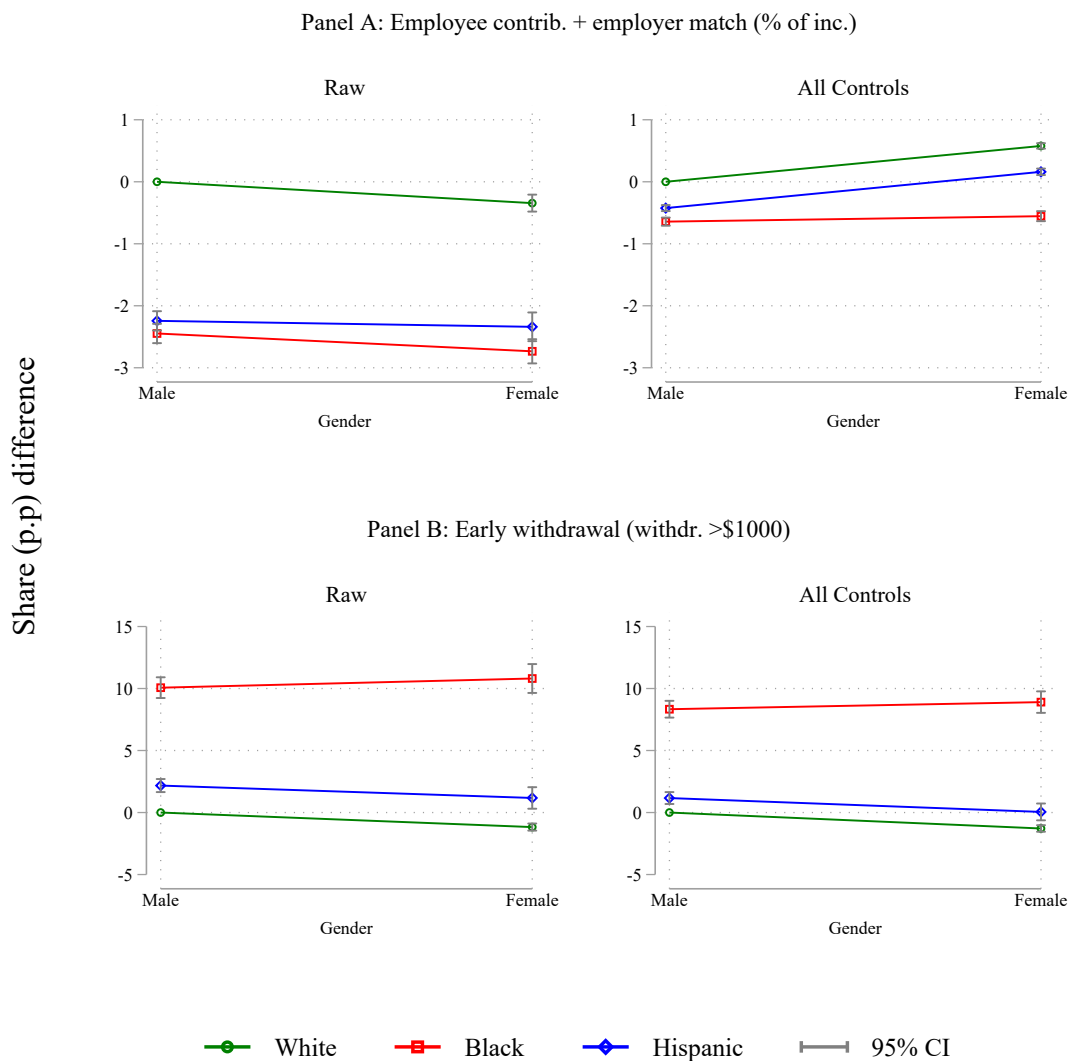 Panel A: Employee contrib. + employer match (% of inc.)
Raw
1
0
-1
-2
-3
Male
Female
Gender
All Controls
1
0
-1
-2
-3
Male
Female
Gender
Share (p.p) difference
Panel B: Early withdrawal (withdr. >$1000)
Raw
15
10
5
0
-5
Male
Female
Gender
All Controls
15
10
5
0
-5
Male
Female
Gender
White
Black
Hispanic
95% CI